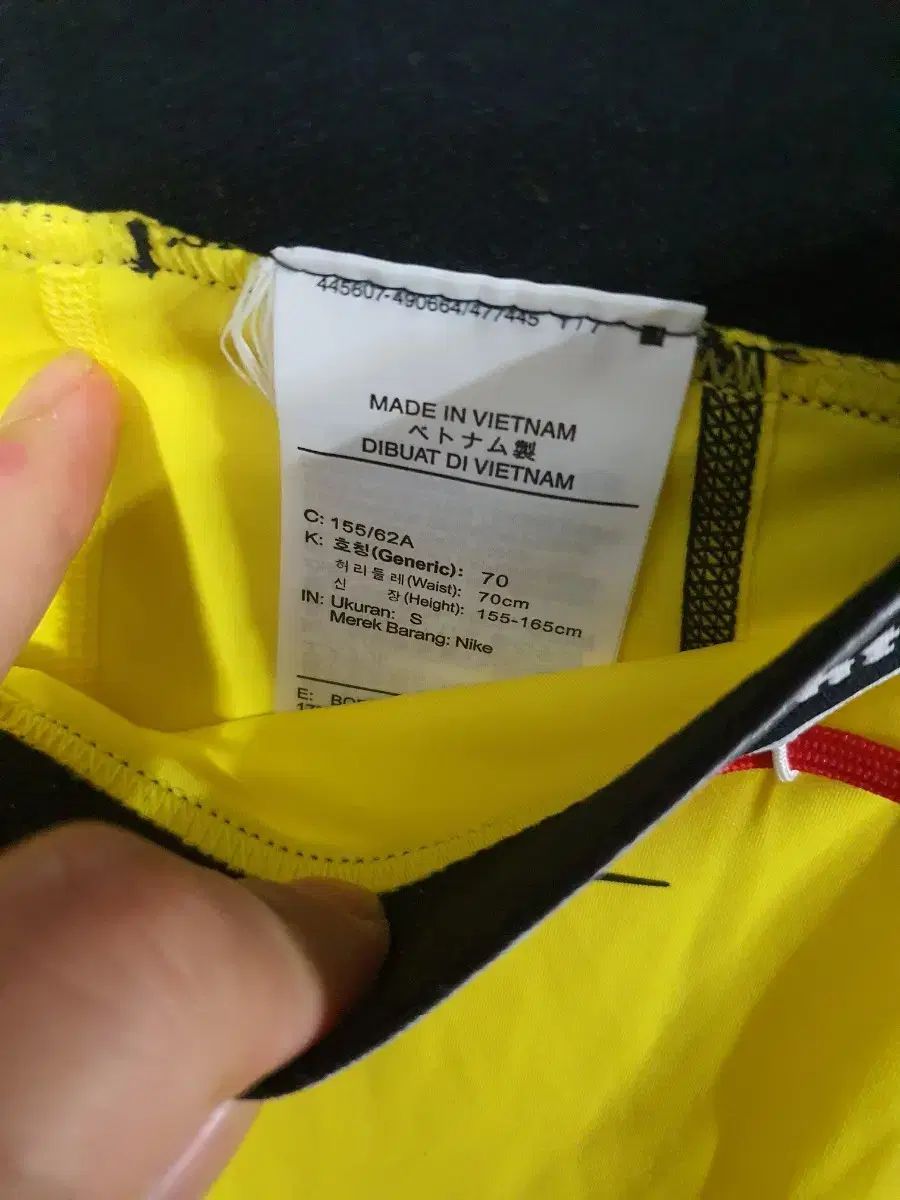 445607-490664/477445
MADE IN VIETNAM
ベトナム製
DIBUAT DI VIETNAM
C: 155/62A
K: 호칭(Generic): 70
허리둘레(Waist): 70cm
신 장(Height): 155-165cm
IN: Ukuran: S
Merek Barang: Nike
E: